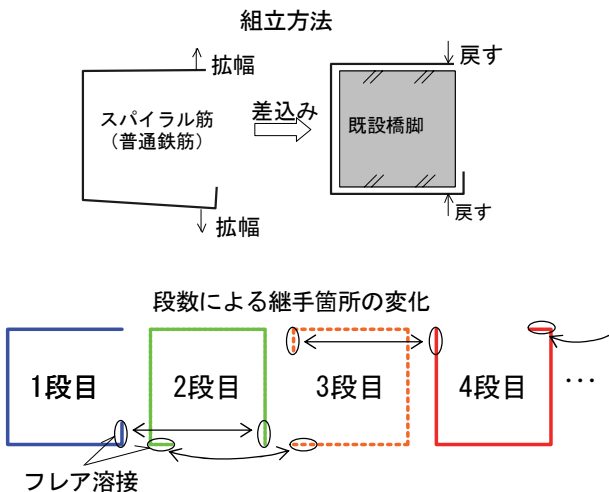 組立方法
拡幅
スパイラル筋
（普通鉄筋）
拡幅
差込み
戻す
既設橋脚
戻す
段数による継手箇所の変化
1段目
2段目
3段目
4段目
…
フレア溶接